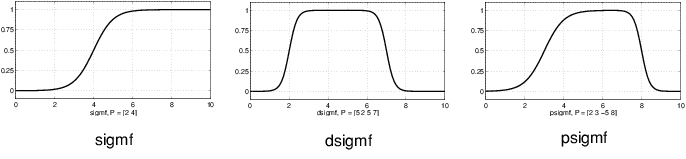 1
0.75
0.5
0.25
0
0 2 4 6 8 10
sigmf, P = [2 4]
sigmf
1
0.75
0.5
0.25
0
0 2 4 6 8 10
dsigmf, P = [5 2 5 7]
dsigmf
1
0.75
0.5
0.25
0
0 2 4 6 8 10
psigmf, P = [2 3 -5 8]
psigmf